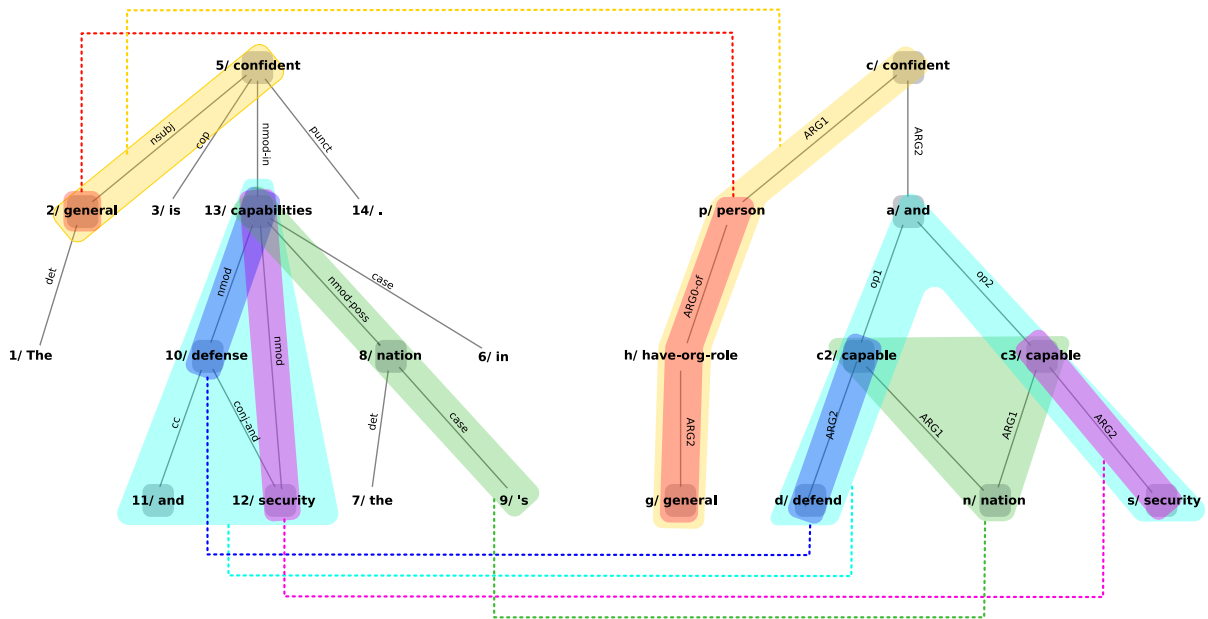 5/ confident
c/ confident
nsubj
cop
nmod-in
punct
ARG1
ARG2
2/ general
3/ is
13/ capabilities
14/ .
p/ person
a/ and
det
nmod
nmod
nmod-poss
case
ARG0-of
op1
op2
1/ The
10/ defense
8/ nation
6/ in
h/ have-org-role
c2/ capable
c3/ capable
cc
conj-and
det
case
ARG2
ARG2
ARG1
ARG1
ARG2
11/ and
12/ security
7/ the
9/ 's
g/ general
d/ defend
n/ nation
s/ security